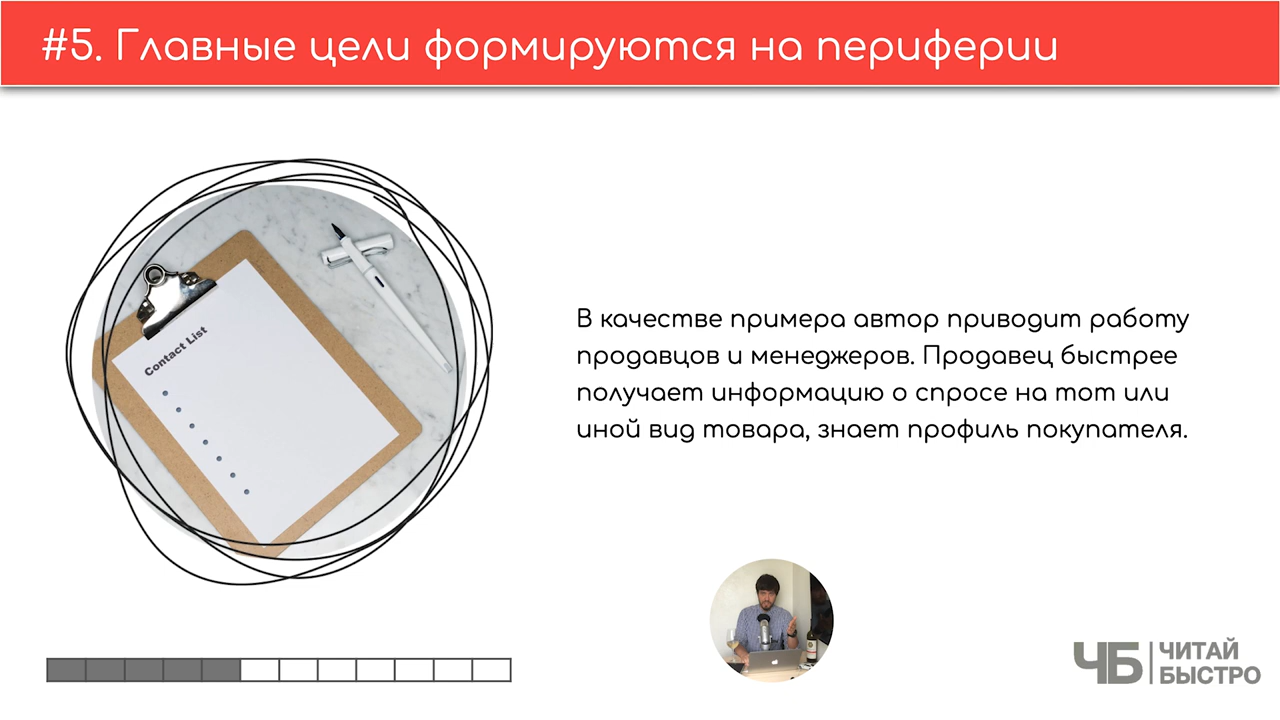 #5. Главные цели формируются на периферии
Contact List
В качестве примера автор приводит работу
продавцов и менеджеров. Продавец быстрее
получает информацию о спросе на тот или
иной вид товара, знает профиль покупателя.
ЧБ
ЧИТАЙ
БЫСТРО